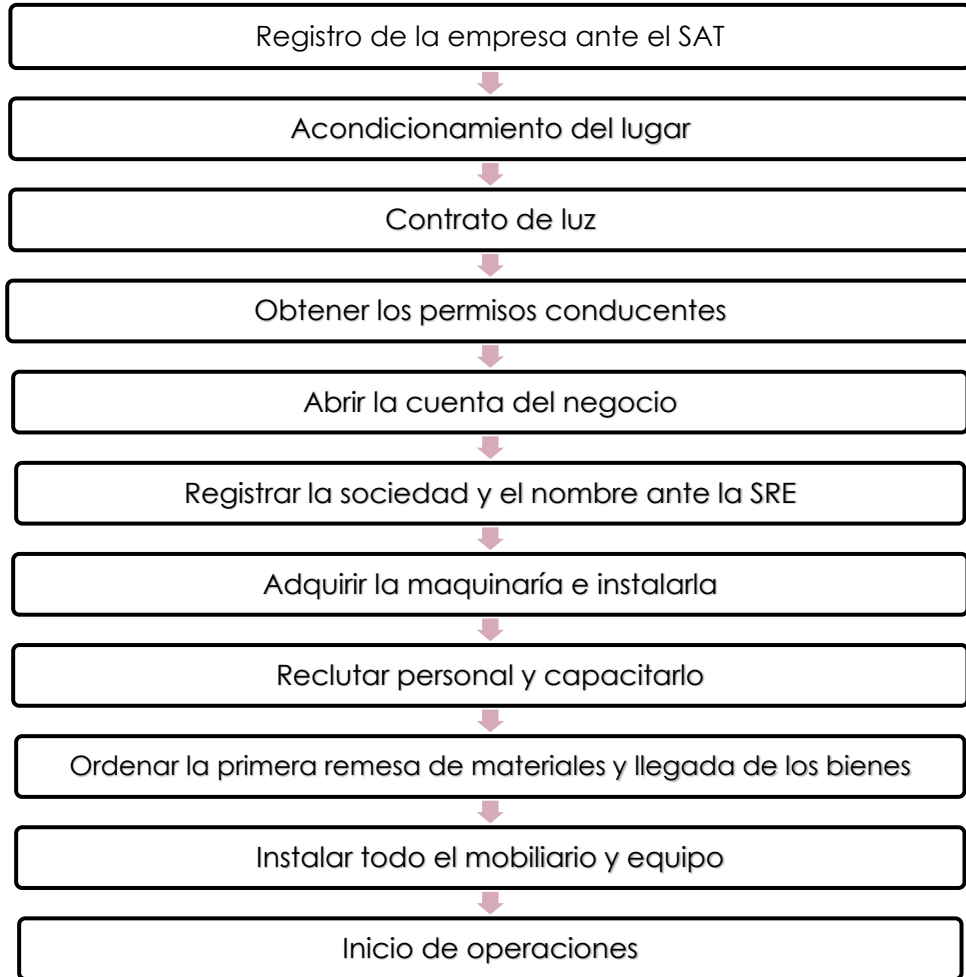 Registro de la empresa ante el SAT
Acondicionamiento del lugar
Contrato de luz
Obtener los permisos conducentes
Abrir la cuenta del negocio
Registrar la sociedad y el nombre ante la SRE
Adquirir la maquinaría e instalarla
Reclutar personal y capacitarlo
Ordenar la primera remesa de materiales y llegada de los bienes
Instalar todo el mobiliario y equipo
Inicio de operaciones